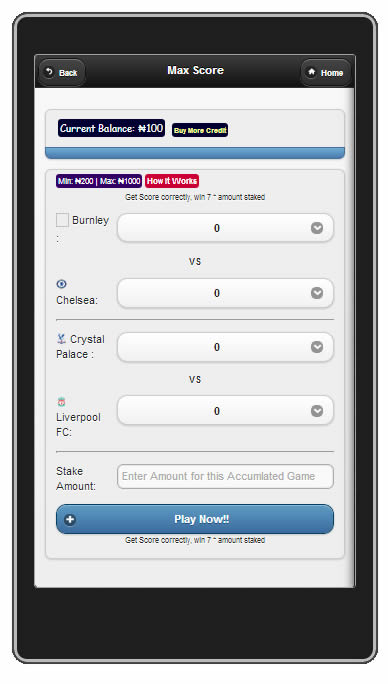 Back
Max Score
Home
Current Balance: ₦100
Buy More Credit
Min: ₦200 | Max: ₦1000 How It Works
Get Score correctly, win 7 * amount staked
Burnley
:
0
vs
Chelsea:
0
Crystal
Palace :
0
vs
Liverpool
FC:
0
Stake
Amount:
Enter Amount for this Accumlated Game
Play Now!!
Get Score correctly, win 7 * amount staked